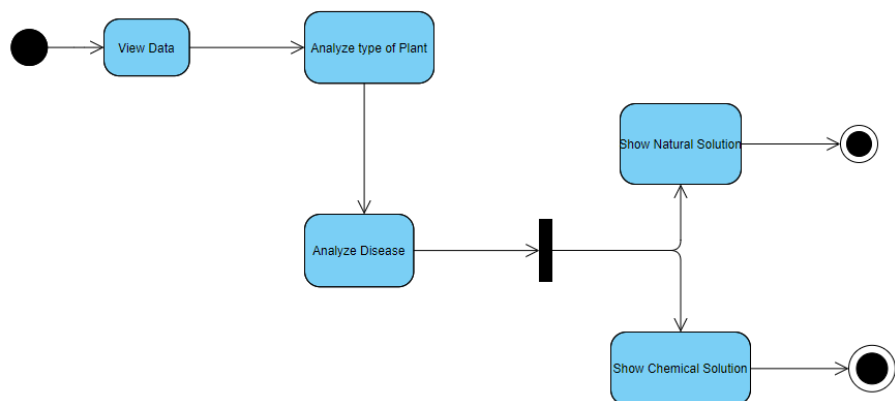 View Data
Analyze type of Plant
Show Natural Solution
Analyze Disease
Show Chemical Solution